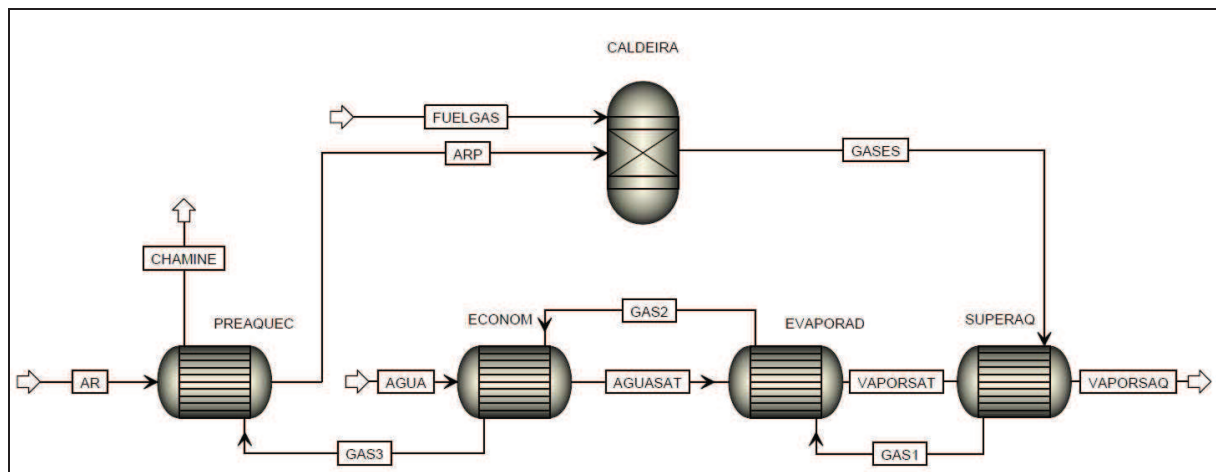 CALDEIRA
FUELGAS
ARP
GASES
CHAMINE
PREAQUEC
ECONOM
GAS2
EVAPORAD
SUPERAQ
AR
AGUA
AGUASAT
VAPORSAT
VAPORSAQ
GAS3
GAS1